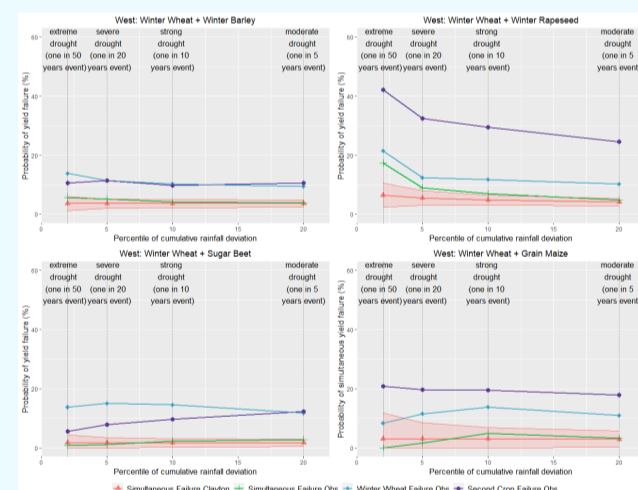 West: Winter Wheat + Winter Barley
60
40
20
0
Probability of yield failure (%)
extreme drought (one in 50 years event)
severe drought (one in 20 years event)
strong drought (one in 10 years event)
moderate drought (one in 5 years event)
0 5 10 15 20
Percentile of cumulative rainfall deviation
West: Winter Wheat + Winter Rapeseed
60
40
20
0
Probability of yield failure (%)
extreme drought (one in 50 years event)
severe drought (one in 20 years event)
strong drought (one in 10 years event)
moderate drought (one in 5 years event)
0 5 10 15 20
Percentile of cumulative rainfall deviation
West: Winter Wheat + Sugar Beet
60
40
20
0
Probability of yield failure (%)
extreme drought (one in 50 years event)
severe drought (one in 20 years event)
strong drought (one in 10 years event)
moderate drought (one in 5 years event)
0 5 10 15 20
Percentile of cumulative rainfall deviation
West: Winter Wheat + Grain Maize
60
40
20
0
Probability of simultaneous yield failure (%)
extreme drought (one in 50 years event)
severe drought (one in 20 years event)
strong drought (one in 10 years event)
moderate drought (one in 5 years event)
0 5 10 15 20
Percentile of cumulative rainfall deviation
Simultaneous Failure Clayton Simultaneous Failure Obs Winter Wheat Failure Obs Second Crop Failure Obs